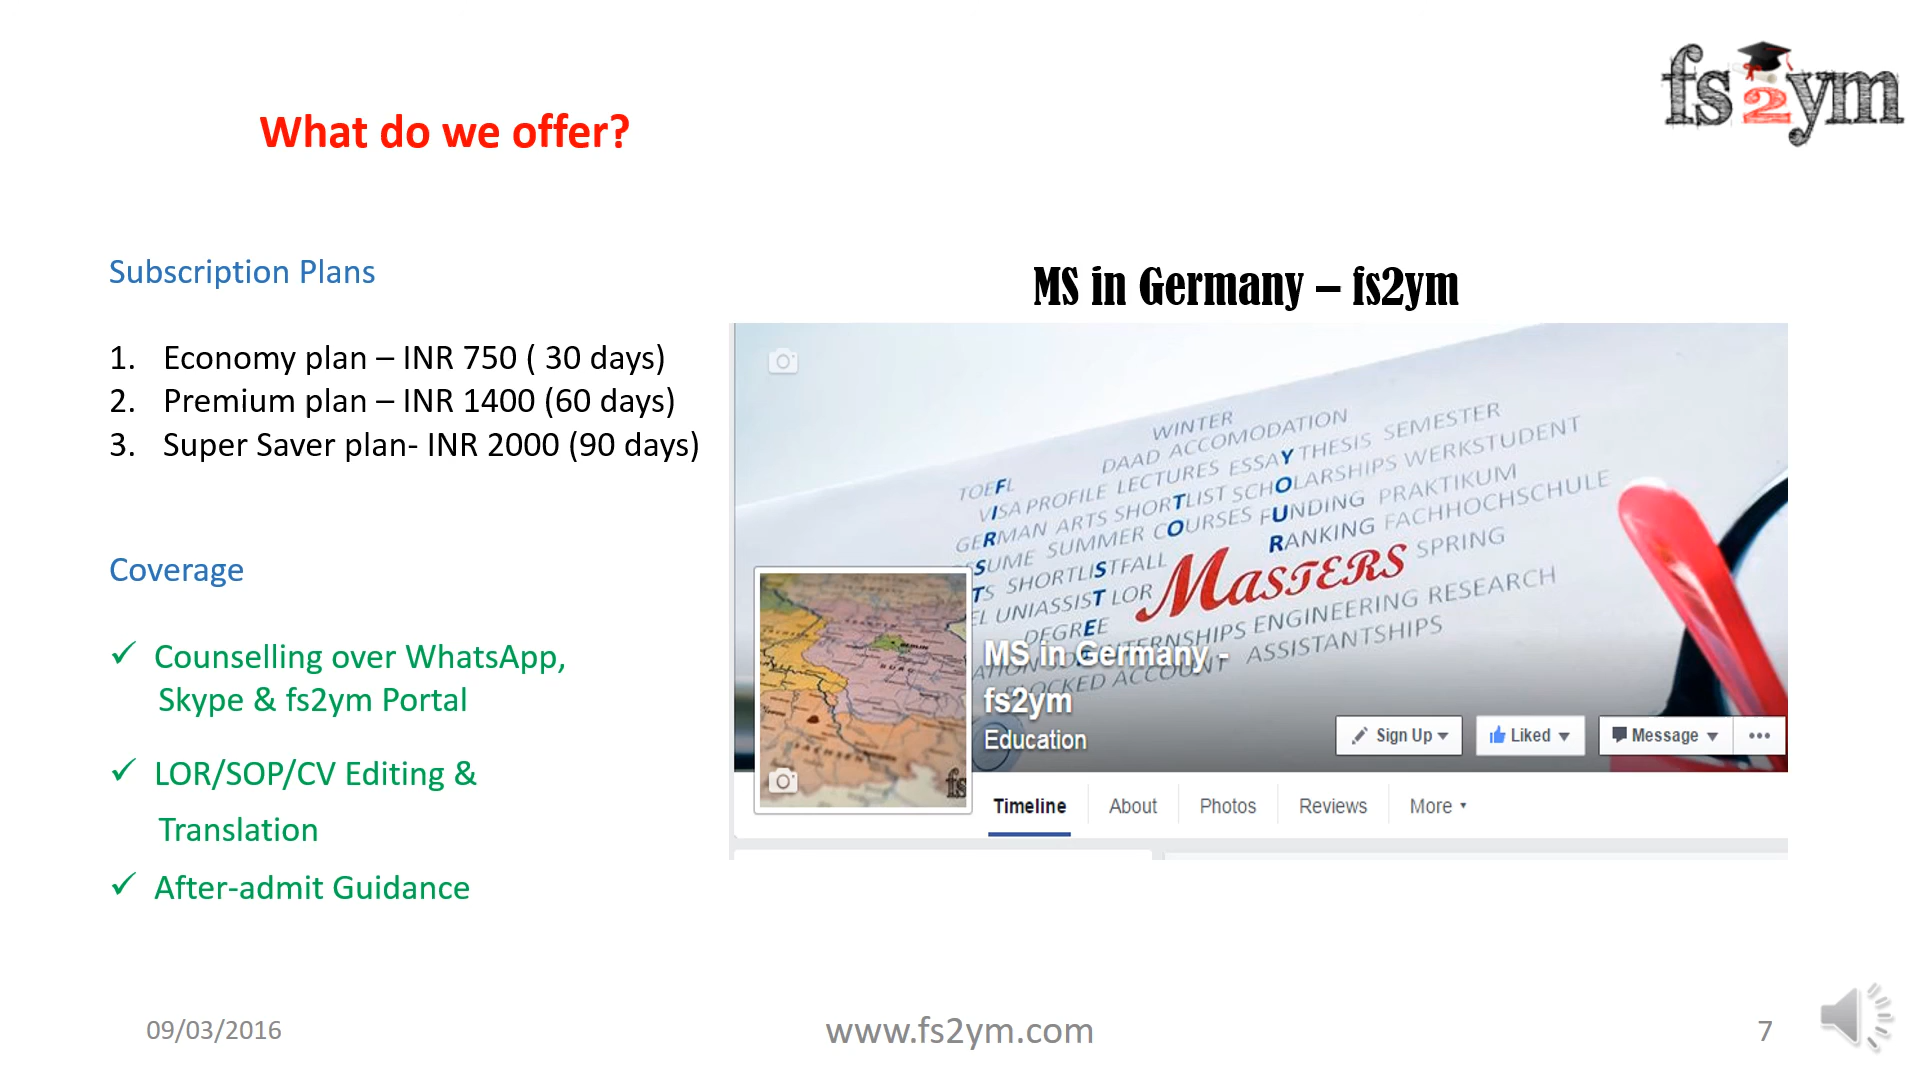 fs2ym
What do we offer?
Subscription Plans
1. Economy plan – INR 750 ( 30 days)
2. Premium plan – INR 1400 (60 days)
3. Super Saver plan- INR 2000 (90 days)
Coverage
✓ Counselling over WhatsApp,
Skype & fs2ym Portal
✓ LOR/SOP/CV Editing &
Translation
✓ After-admit Guidance
MS in Germany – fs2ym
WINTER
DAAD ACCOMODATION
TOEFL
VISA PROFILE LECTURES ESSAY THESIS SEMESTER
GERMAN ARTS SHORTLIST SCHOLARSHIPS WERKSTUDENT
SUMMER COURSES FUNDING PRAKTIKUM
RANKING FACHHOCHSCHULE
SHORTLIST FALL
MASTERS SPRING
UNIASSIST LOR
DEGREE
INTERNSHIPS ENGINEERING RESEARCH
ACCOUNT ASSISTANTSHIPS
MS in Germany -
fs2ym
Education
Sign Up
Liked
Message
Timeline
About
Photos
Reviews
More
09/03/2016
www.fs2ym.com
7